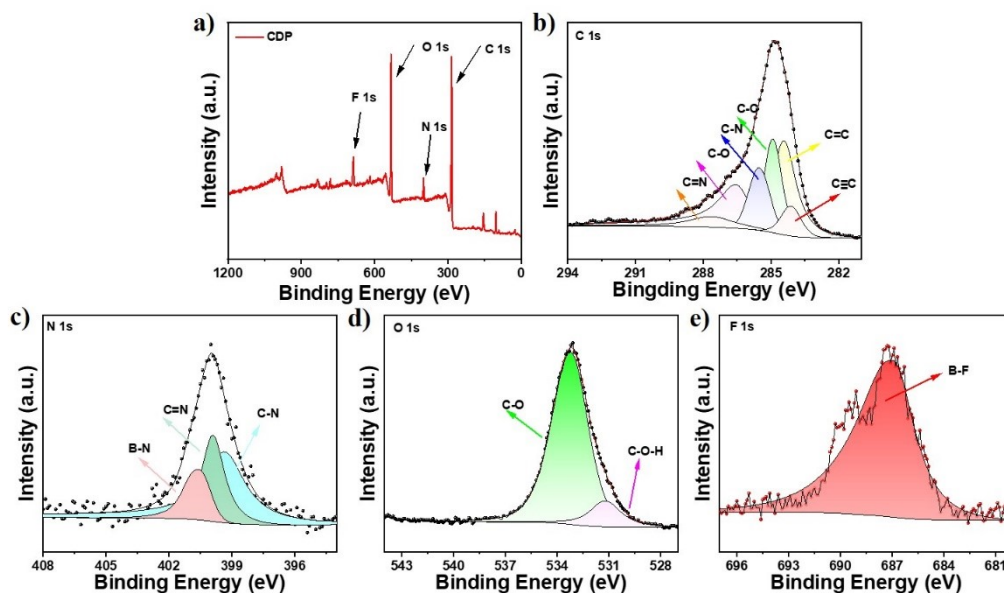 a)
CDP
O 1s
C 1s
F 1s
N 1s
Intensity (a.u.)
1200 900 600 300 0
Binding Energy (eV)
b)
C 1s
C-C
C-N
C-O
C=N
C=C
C≡C
Intensity (a.u.)
294 291 288 285 282
Bingding Energy (eV)
c)
N 1s
C=N
C-N
B-N
Intensity (a.u.)
408 405 402 399 396
Binding Energy (eV)
d)
O 1s
C-O
C-O-H
Intensity (a.u.)
543 540 537 534 531 528
Binding Energy (eV)
e)
F 1s
B-F
Intensity (a.u.)
696 693 690 687 684 681
Binding Energy (eV)